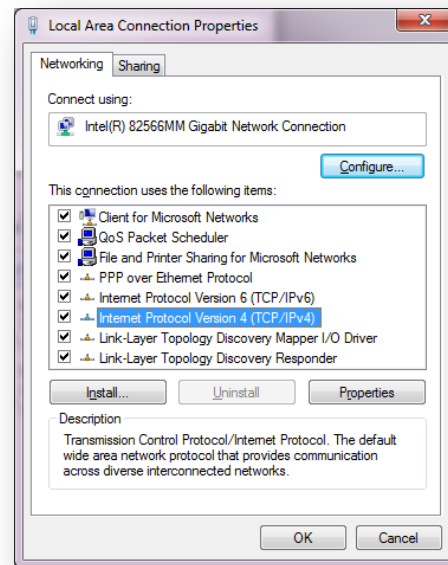 Local Area Connection Properties
Networking
Sharing
Connect using:
Intel(R) 82566MM Gigabit Network Connection
Configure...
This connection uses the following items:
Client for Microsoft Networks
QoS Packet Scheduler
File and Printer Sharing for Microsoft Networks
PPP over Ethernet Protocol
Internet Protocol Version 6 (TCP/IPv6)
Internet Protocol Version 4 (TCP/IPv4)
Link-Layer Topology Discovery Mapper I/O Driver
Link-Layer Topology Discovery Responder
Install...
Uninstall
Properties
Description
Transmission Control Protocol/Internet Protocol. The default
wide area network protocol that provides communication
across diverse interconnected networks.
OK
Cancel